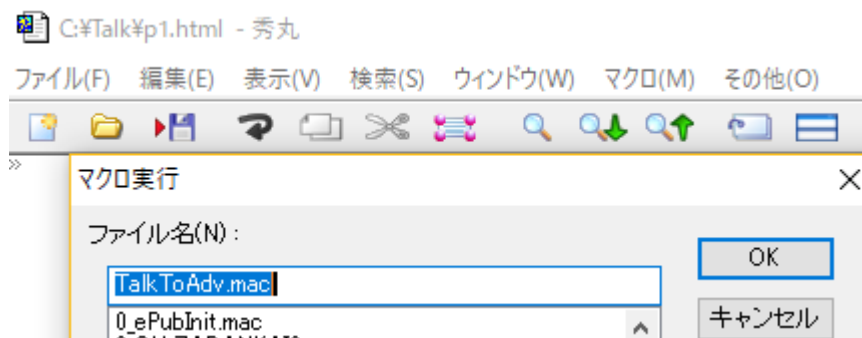 C:¥Talk¥p1.html - 秀丸
ファイル(F) 編集(E) 表示(V) 検索(S) ウィンドウ(W) マクロ(M) その他(O)
»
マクロ実行
ファイル名(N) :
OK
TalkToAdv.mac
0_ePubInit.mac
キャンセル